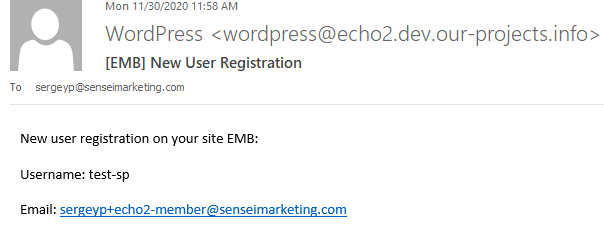 Mon 11/30/2020 11:58 AM
WordPress <wordpress@echo2.dev.our-projects.info>
[EMB] New User Registration
To sergeyp@senseimarketing.com
New user registration on your site EMB:
Username: test-sp
Email: sergeyp+echo2-member@senseimarketing.com